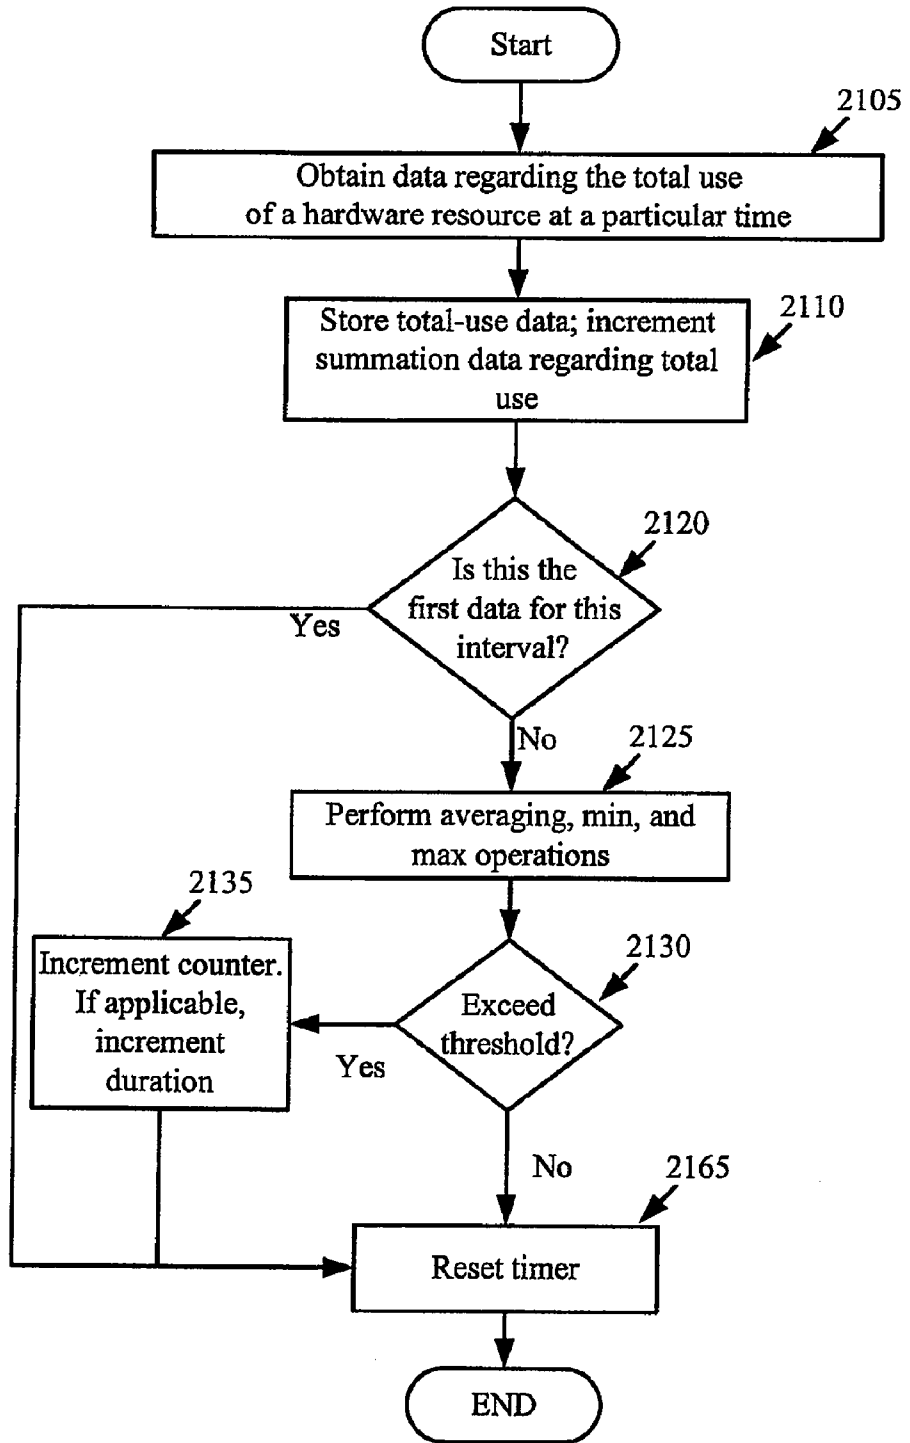 Start
2105
Obtain data regarding the total use
of a hardware resource at a particular time
2110
Store total-use data; increment
summation data regarding total
use
2120
Is this the
first data for this
interval?
Yes
No
2125
Perform averaging, min, and
max operations
2135
Increment counter.
If applicable,
increment
duration
2130
Exceed
threshold?
Yes
No
2165
Reset timer
END